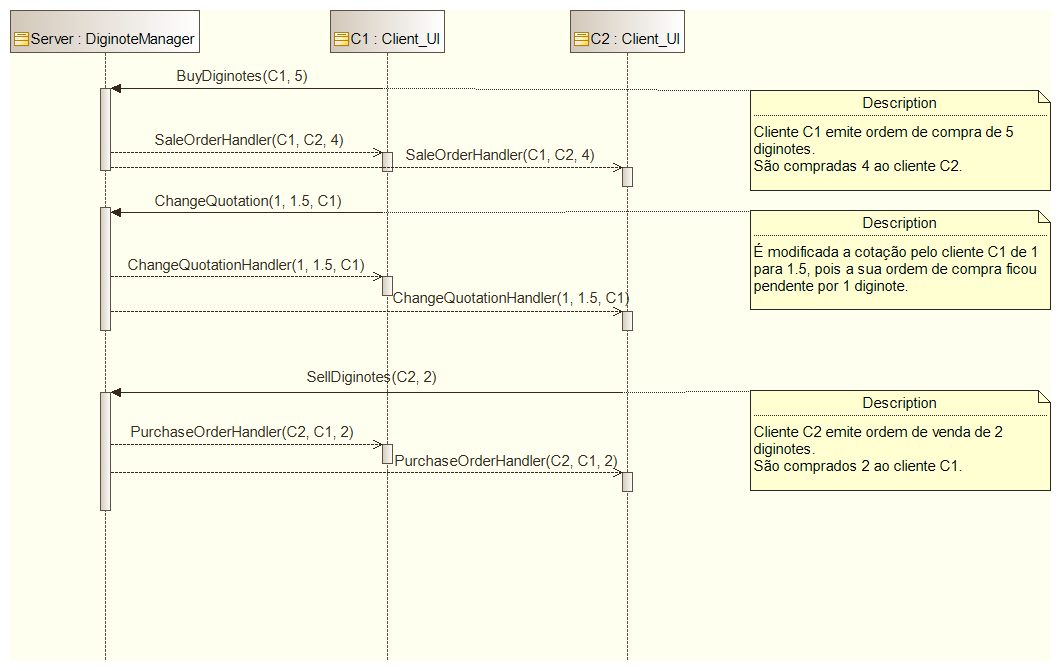 Server : DiginoteManager
C1 : Client_UI
C2 : Client_UI
BuyDiginotes(C1, 5)
Description
Cliente C1 emite ordem de compra de 5
diginotes.
São compradas 4 ao cliente C2.
SaleOrderHandler(C1, C2, 4)
SaleOrderHandler(C1, C2, 4)
ChangeQuotation(1, 1.5, C1)
Description
É modificada a cotação pelo cliente C1 de 1
para 1.5, pois a sua ordem de compra ficou
pendente por 1 diginote.
ChangeQuotationHandler(1, 1.5, C1)
ChangeQuotationHandler(1, 1.5, C1)
SellDiginotes(C2, 2)
Description
Cliente C2 emite ordem de venda de 2
diginotes.
São comprados 2 ao cliente C1.
PurchaseOrderHandler(C2, C1, 2)
PurchaseOrderHandler(C2, C1, 2)